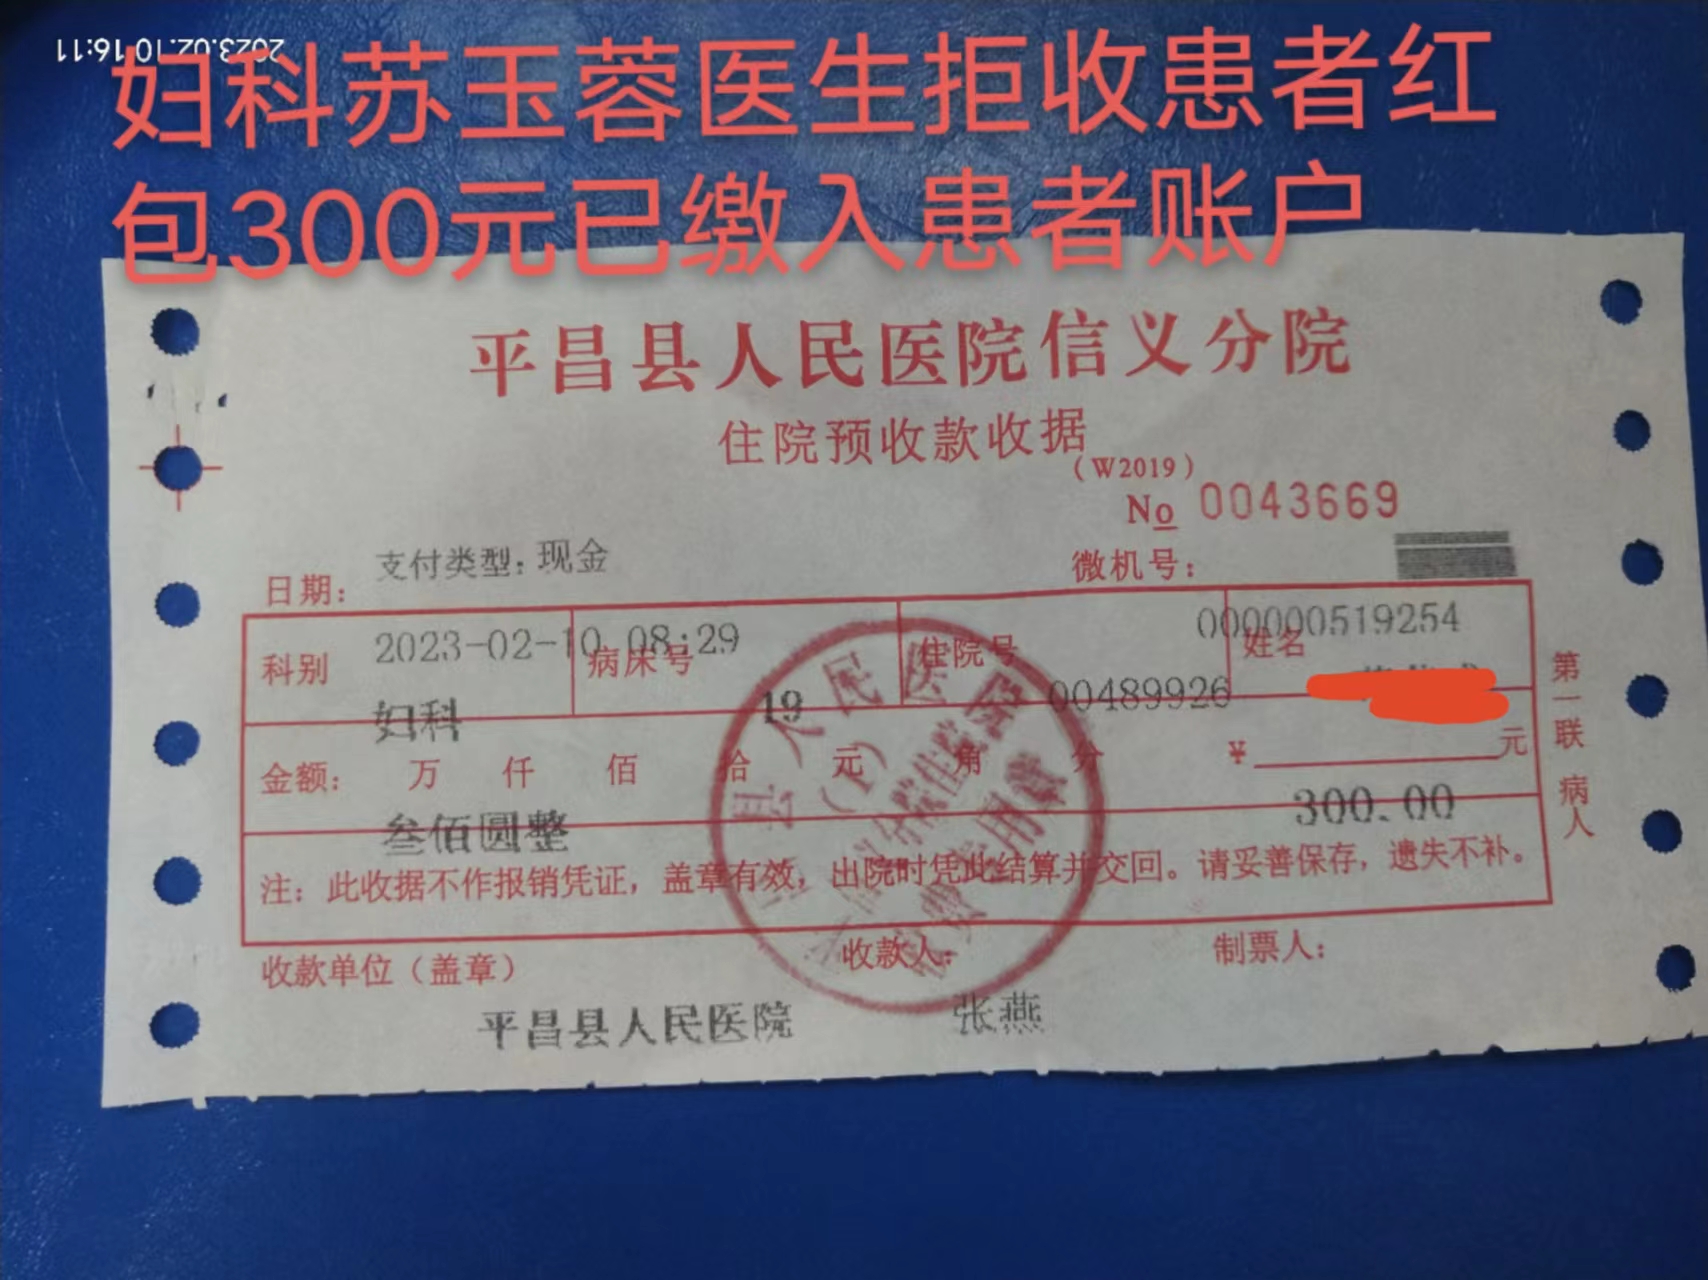 2023.02.10 16:11
妇科苏玉蓉医生拒收患者红
包300元已缴入患者账户
平昌县人民医院信义分院
住院预收款收据
(W2019)
No 0043669
支付类型:现金
日期:
微机号:
2023-02-10 08:29
000000519254
科别
病床号
住院号
姓名
妇科
19
00489926
金额: 万 仟 佰 拾 元 角 分 ¥ 元
叁佰圆整
300.00
注:此收据不作报销凭证,盖章有效,出院时凭此结算并交回。请妥善保存,遗失不补。
收款单位(盖章)
收款人:
制票人:
平昌县人民医院
张燕
第一联 病人
县人民医院
(1)